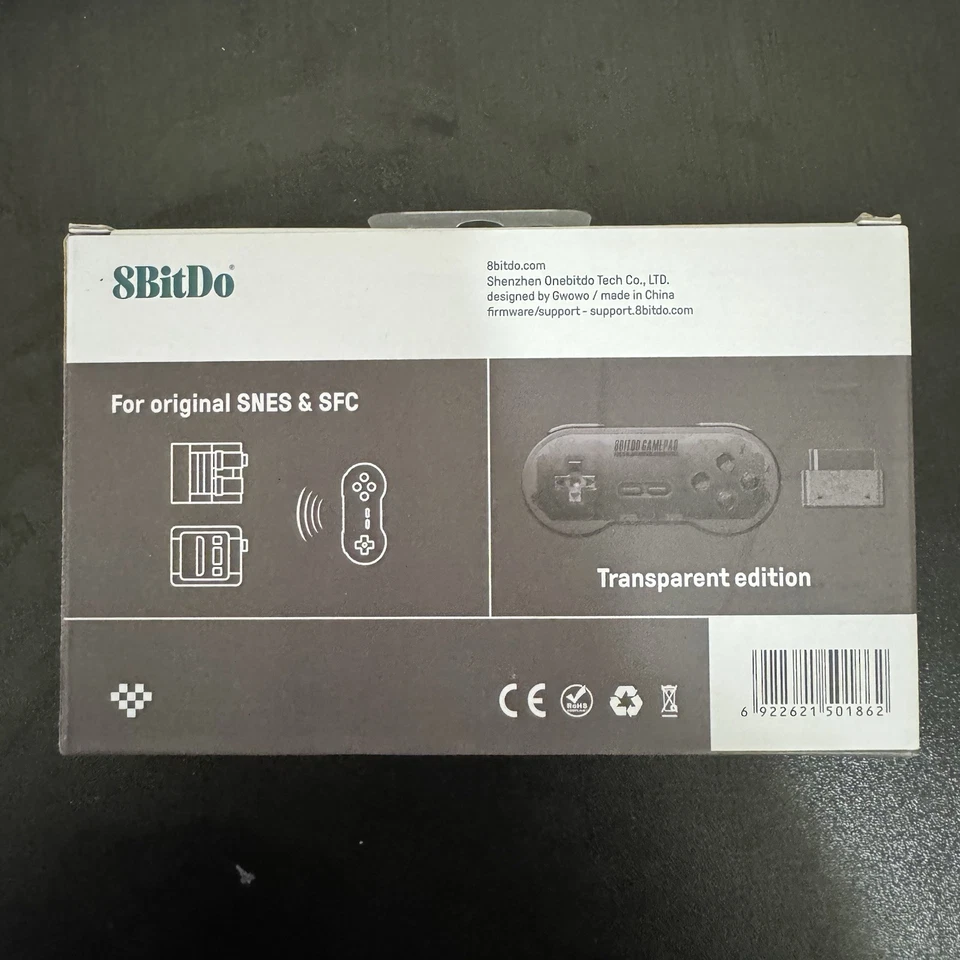 8BitDo®
8bitdo.com
Shenzhen Onebitdo Tech Co., LTD.
designed by Gwowo / made in China
firmware/support - support.8bitdo.com
For original SNES & SFC
8BITDO GAMEPAD
Transparent edition
CE
RoHS
6 922621 501862